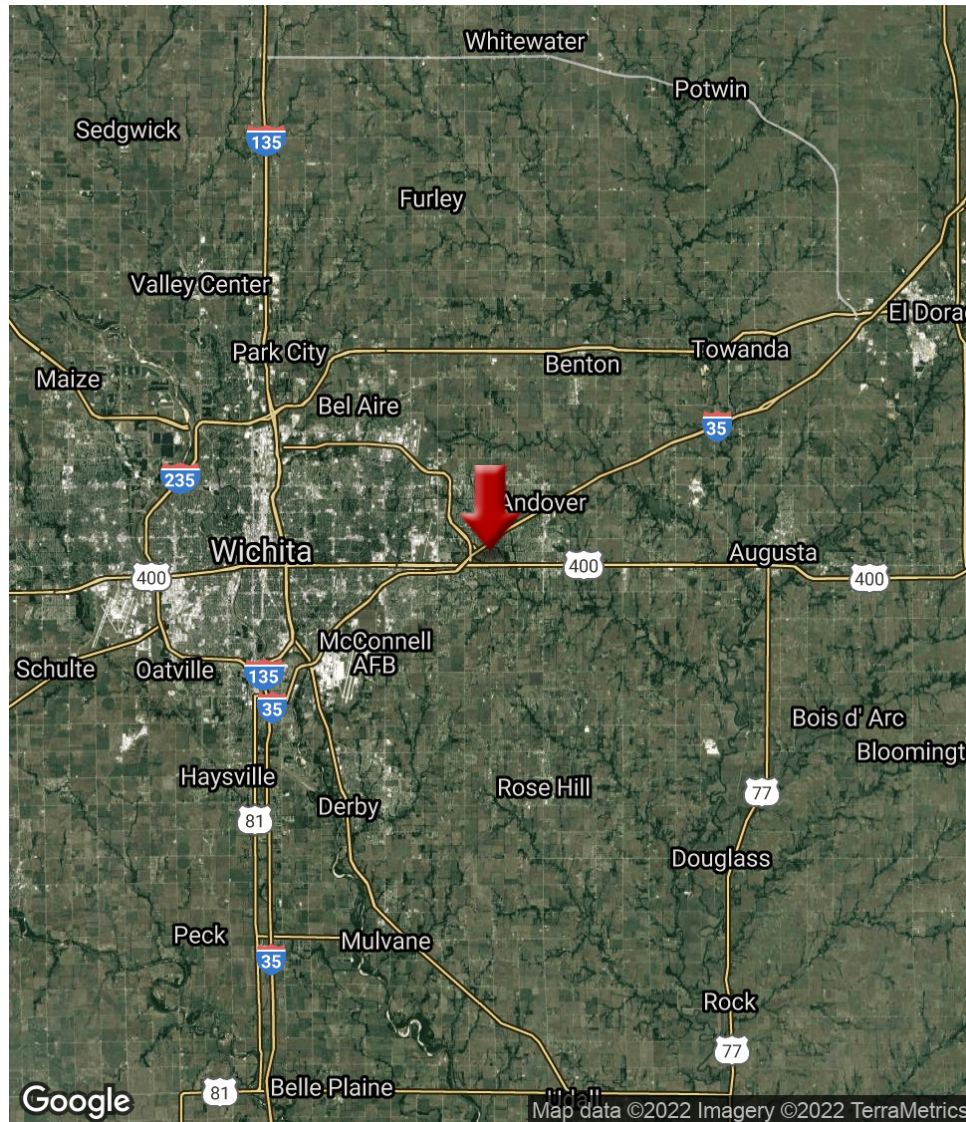 Whitewater
Potwin
Sedgwick
135
Furley
Valley Center
El Dorad
Park City
Towanda
Benton
Maize
Bel Aire
35
235
Andover
Wichita
400
400
Augusta
400
McConnell
AFB
Schulte
Oatville
135
35
Bois d' Arc
Bloomingt
Haysville
Rose Hill
77
Derby
81
Douglass
Peck
Mulvane
35
Rock
77
81
Belle Plaine
Udall
Google
Map data ©2022 Imagery ©2022 TerraMetrics